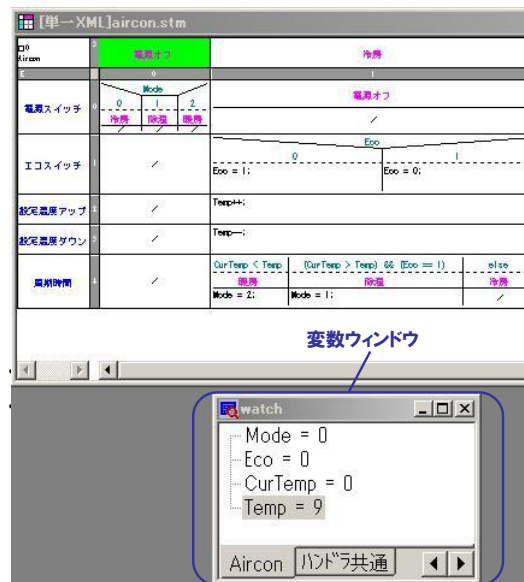 [単一XML]aircon.stm
Aircon
S
電源オフ
冷房
E
0
1
電源スイッチ
0
Mode
0
1
2
冷房
除湿
暖房
/
/
/
電源オフ
/
エコスイッチ
1
/
Eco
0
1
Eco = 1;
Eco = 0;
設定温度アップ
2
/
Temp++;
設定温度ダウン
3
/
Temp--;
周期時間
4
/
CurTemp < Temp
(CurTemp > Temp) && (Eco == 1)
else
暖房
除湿
冷房
Mode = 2;
Mode = 1;
/
変数ウィンドウ
watch
Mode = 0
Eco = 0
CurTemp = 0
Temp = 9
Aircon
ハンドラ共通